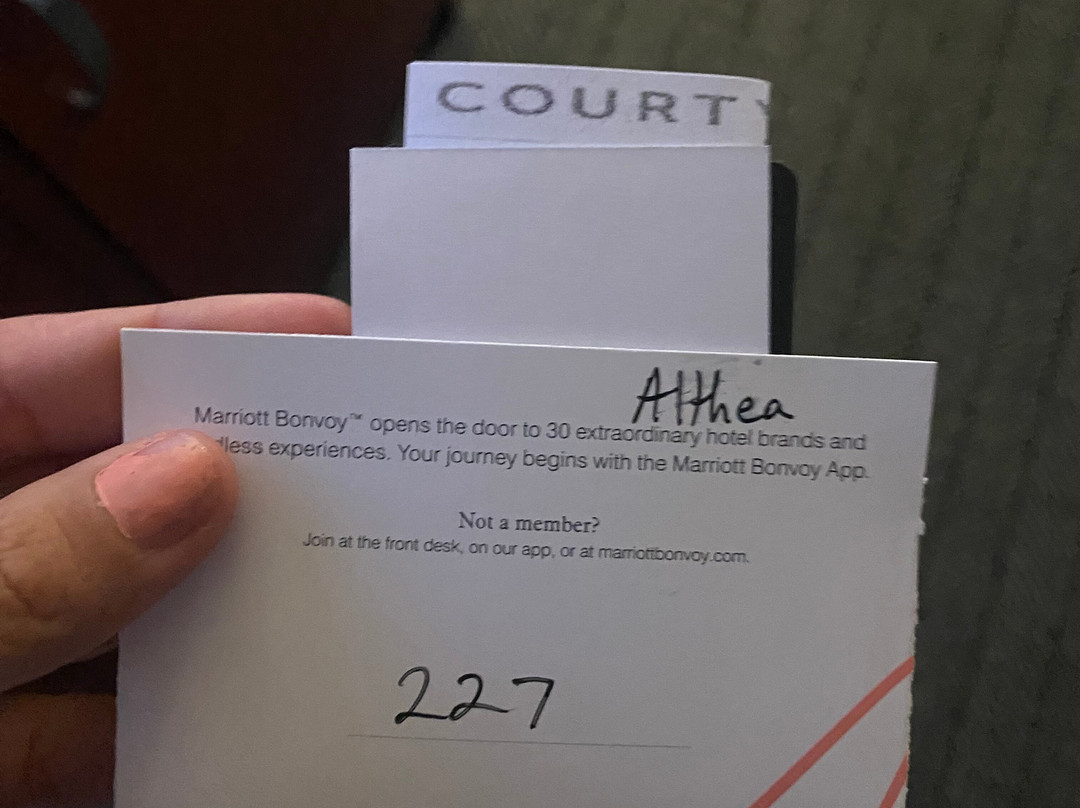 COURT
Althea
Marriott Bonvoy™ opens the door to 30 extraordinary hotel brands and
less experiences. Your journey begins with the Marriott Bonvoy App.
Not a member?
Join at the front desk, on our app, or at marriottbonvoy.com.
227